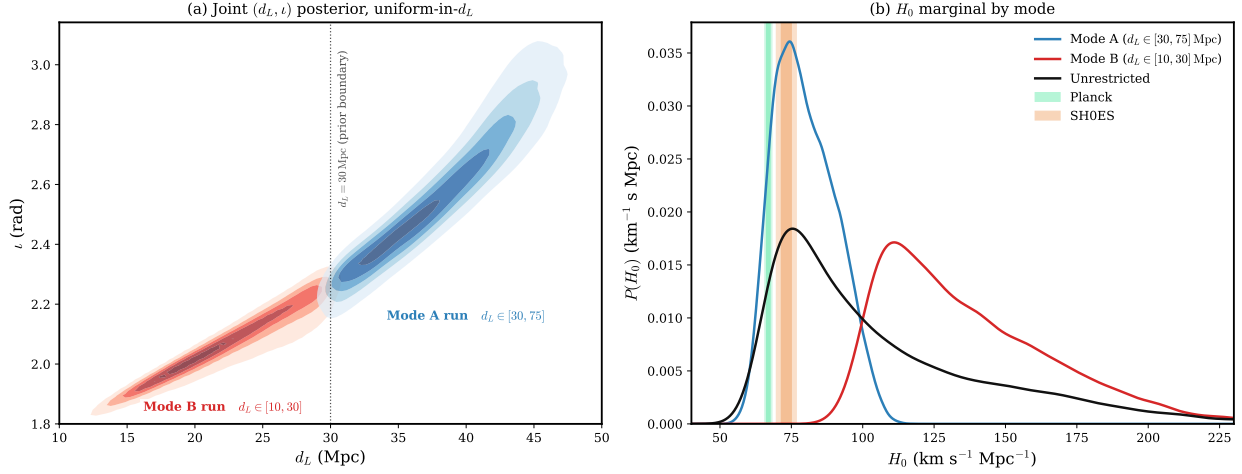 (a) Joint (d_L, ι) posterior, uniform-in-d_L
3.0
2.8
2.6
2.4
2.2
2.0
1.8
ι (rad)
d_L = 30 Mpc (prior boundary)
Mode A run d_L ∈ [30, 75]
Mode B run d_L ∈ [10, 30]
10 15 20 25 30 35 40 45 50
d_L (Mpc)
(b) H₀ marginal by mode
0.035
0.030
0.025
0.020
0.015
0.010
0.005
0.000
P(H₀) (km⁻¹ s Mpc)
Mode A (d_L ∈ [30, 75] Mpc)
Mode B (d_L ∈ [10, 30] Mpc)
Unrestricted
Planck
SH0ES
50 75 100 125 150 175 200 225
H₀ (km s⁻¹ Mpc⁻¹)